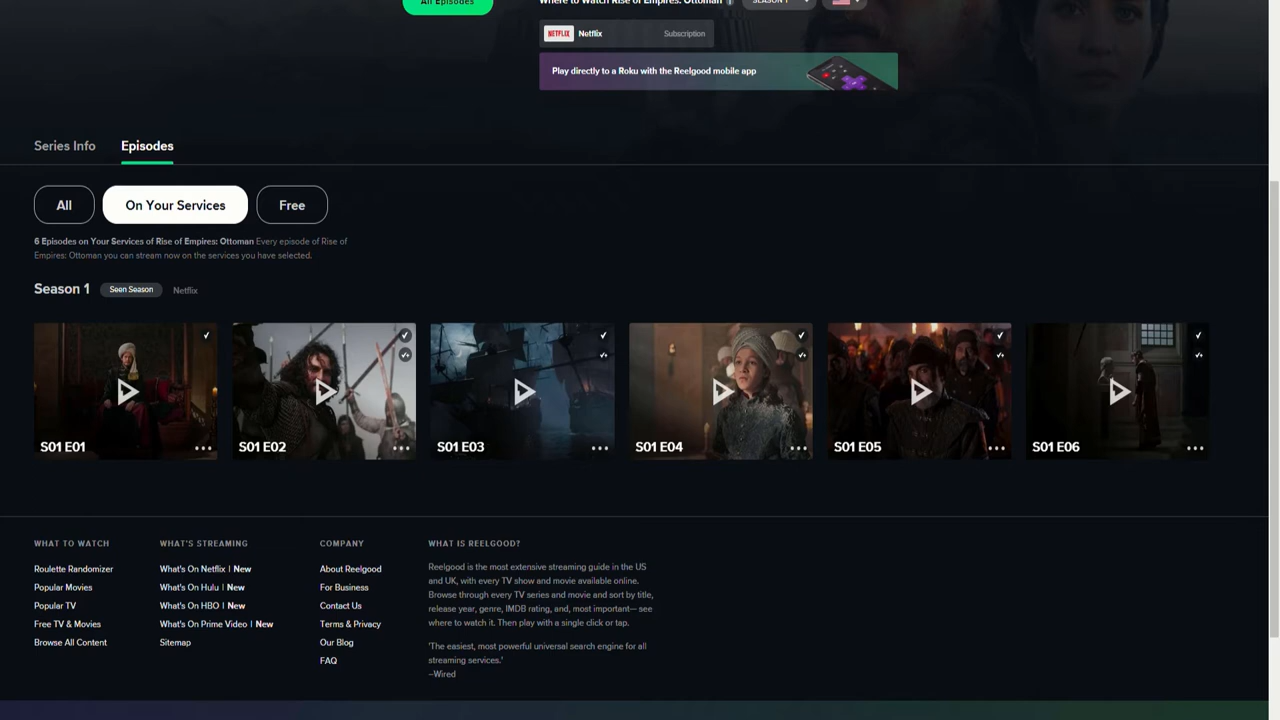 All Episodes
Where to Watch Rise of Empires: Ottoman
SEASON 1
NETFLIX Netflix Subscription
Play directly to a Roku with the Reelgood mobile app
Series Info Episodes
All On Your Services Free
6 Episodes on Your Services of Rise of Empires: Ottoman Every episode of Rise of
Empires: Ottoman you can stream now on the services you have selected.
Season 1 Seen Season Netflix
S01 E01 S01 E02 S01 E03 S01 E04 S01 E05 S01 E06
WHAT TO WATCH
Roulette Randomizer
Popular Movies
Popular TV
Free TV & Movies
Browse All Content
WHAT'S STREAMING
What's On Netflix | New
What's On Hulu | New
What's On HBO | New
What's On Prime Video | New
Sitemap
COMPANY
About Reelgood
For Business
Contact Us
Terms & Privacy
Our Blog
FAQ
WHAT IS REELGOOD?
Reelgood is the most extensive streaming guide in the US
and UK, with every TV show and movie available online.
Browse through every TV series and movie and sort by title,
release year, genre, IMDB rating, and, most important— see
where to watch it. Then play with a single click or tap.
'The easiest, most powerful universal search engine for all
streaming services.'
–Wired